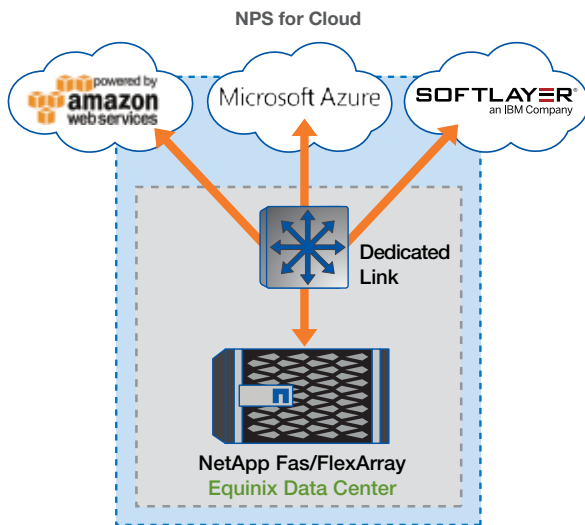 NPS for Cloud
powered by
amazon
webservices
Microsoft Azure
SOFTLAYER®
an IBM Company
Dedicated
Link
NetApp Fas/FlexArray
Equinix Data Center